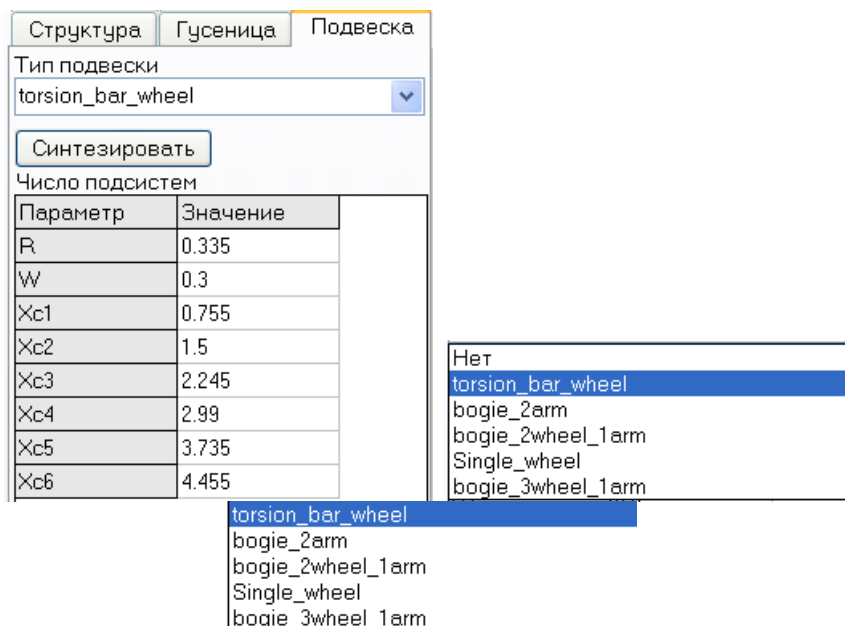 Структура Гусеница Подвеска
Тип подвески
torsion_bar_wheel
Синтезировать
Число подсистем
Параметр Значение
R 0.335
W 0.3
Xc1 0.755
Xc2 1.5
Xc3 2.245
Xc4 2.99
Xc5 3.735
Xc6 4.455
Нет
torsion_bar_wheel
bogie_2arm
bogie_2wheel_1arm
Single_wheel
bogie_3wheel_1arm
torsion_bar_wheel
bogie_2arm
bogie_2wheel_1arm
Single_wheel
bogie_3wheel_1arm